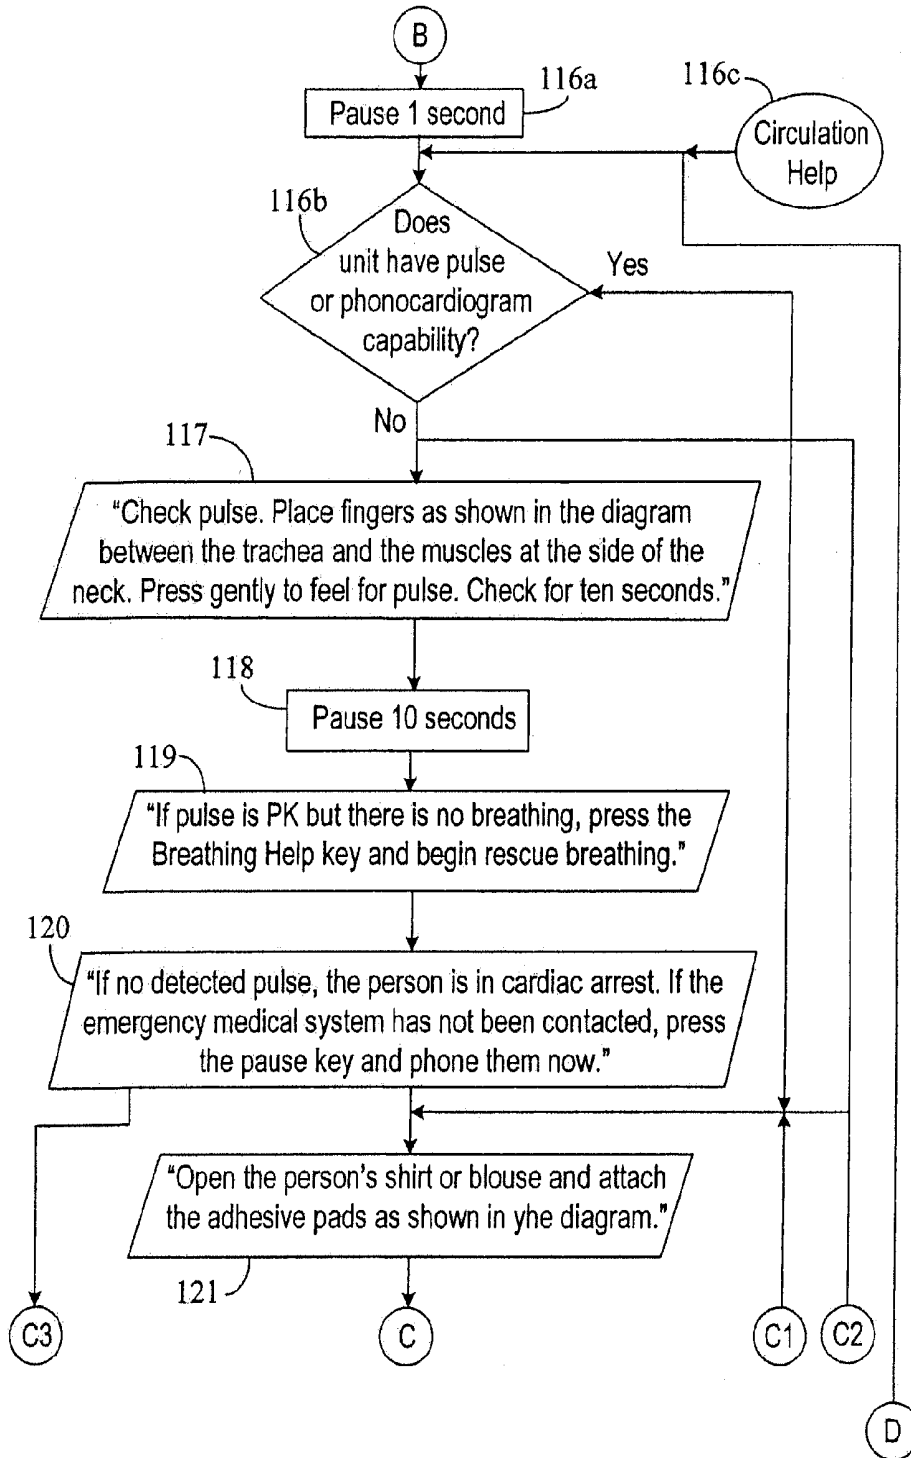 B
116a
116c
Pause 1 second
Circulation
Help
116b
Does
unit have pulse
or phonocardiogram
capability?
Yes
No
117
"Check pulse. Place fingers as shown in the diagram
between the trachea and the muscles at the side of the
neck. Press gently to feel for pulse. Check for ten seconds."
118
Pause 10 seconds
119
"If pulse is PK but there is no breathing, press the
Breathing Help key and begin rescue breathing."
120
"If no detected pulse, the person is in cardiac arrest. If the
emergency medical system has not been contacted, press
the pause key and phone them now."
"Open the person's shirt or blouse and attach
the adhesive pads as shown in yhe diagram."
121
C3
C
C1
C2
D